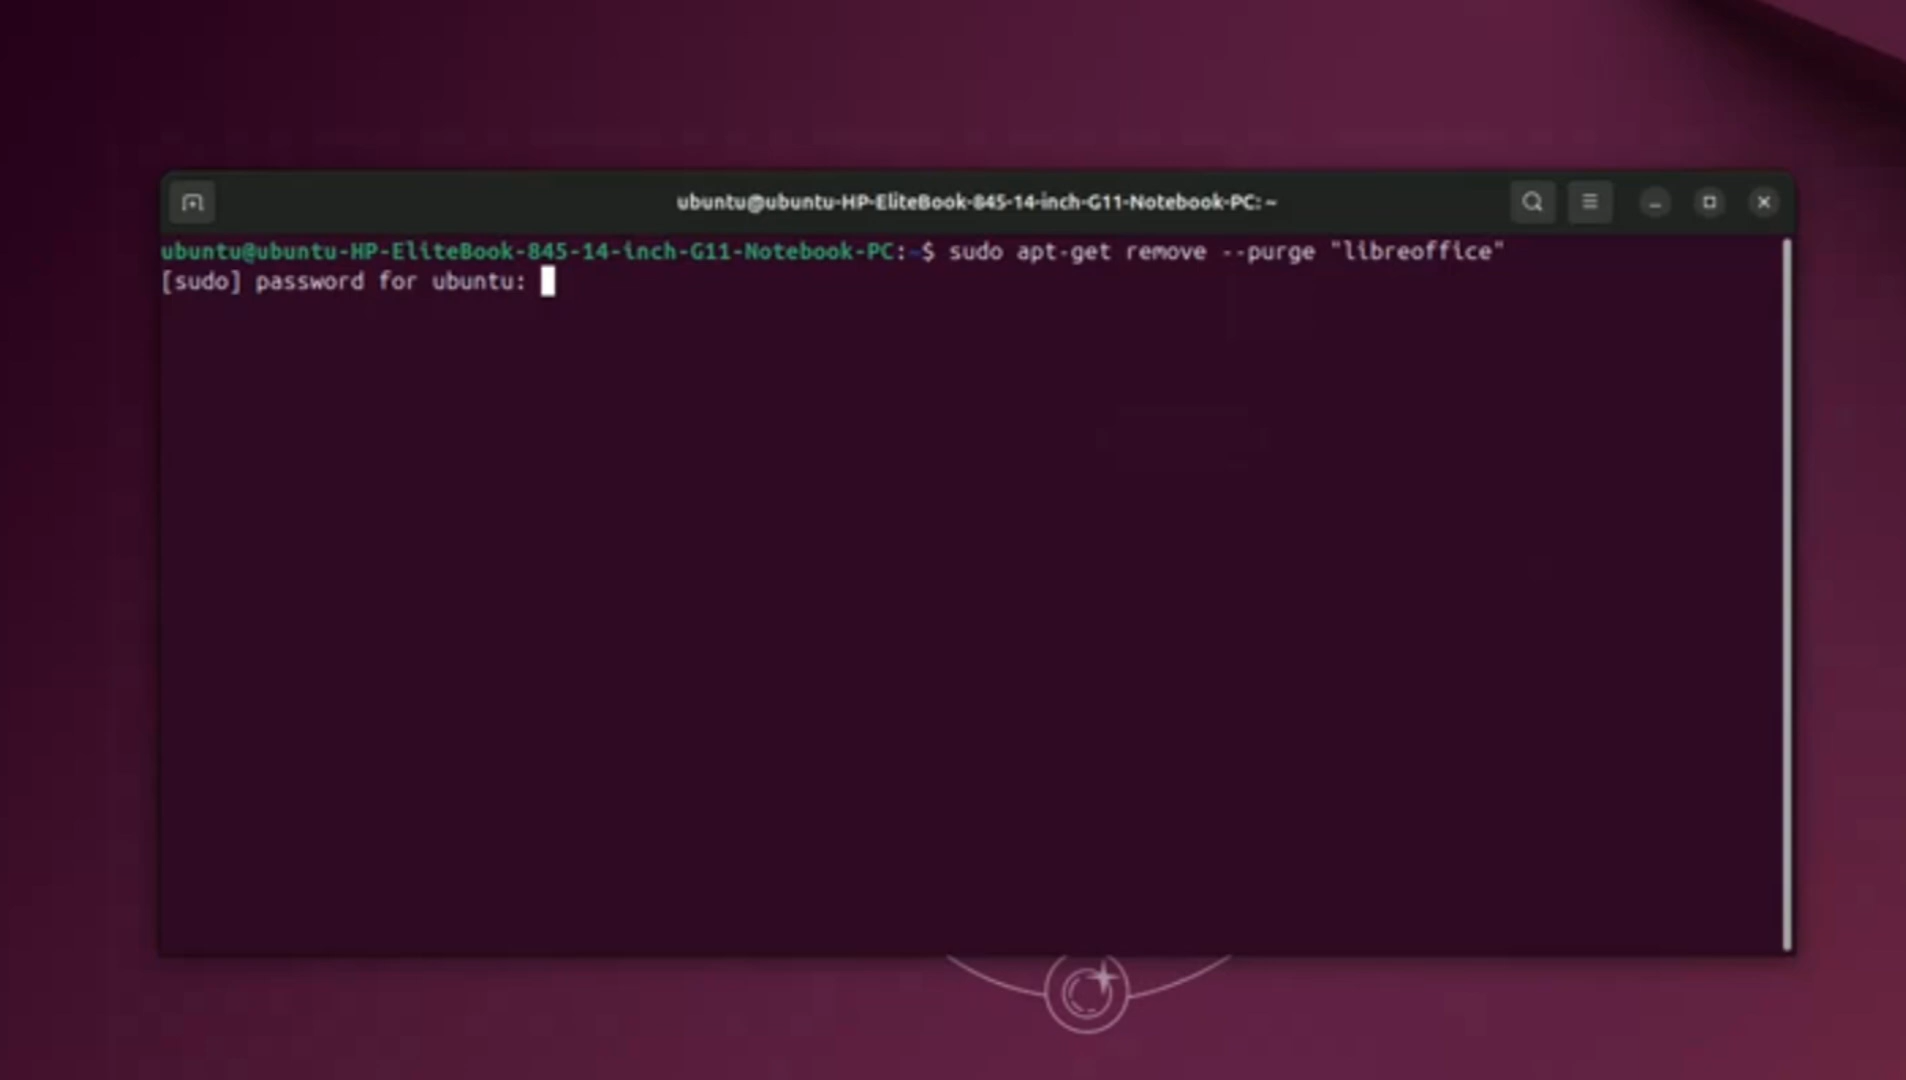 ubuntu@ubuntu-HP-EliteBook-845-14-inch-G11-Notebook-PC: ~
ubuntu@ubuntu-HP-EliteBook-845-14-inch-G11-Notebook-PC:~$ sudo apt-get remove --purge "libreoffice"
[sudo] password for ubuntu: